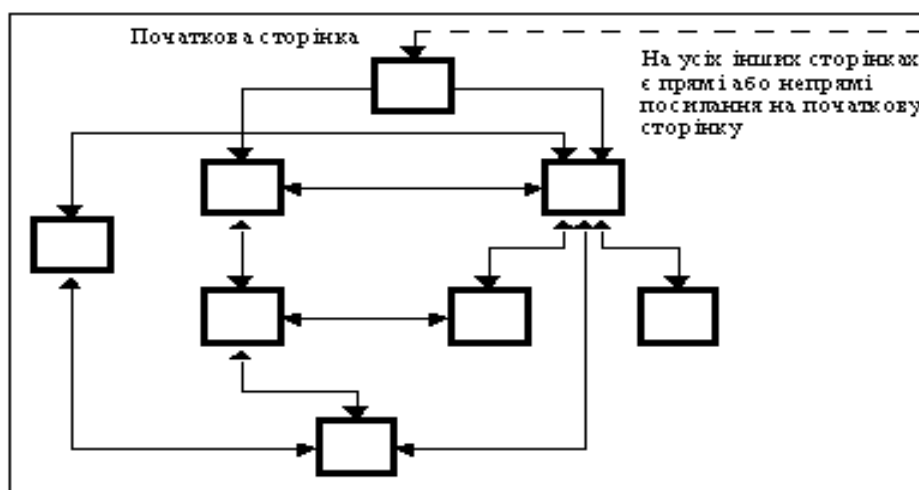 Початкова сторінка
На усіх інших сторінках
є прямі або непрямі
посилання на початкову
сторінку